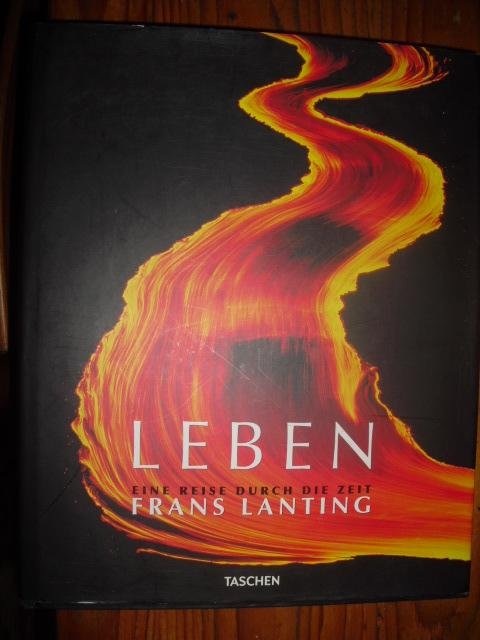 LEBEN
EINE REISE DURCH DIE ZEIT
FRANS LANTING
TASCHEN